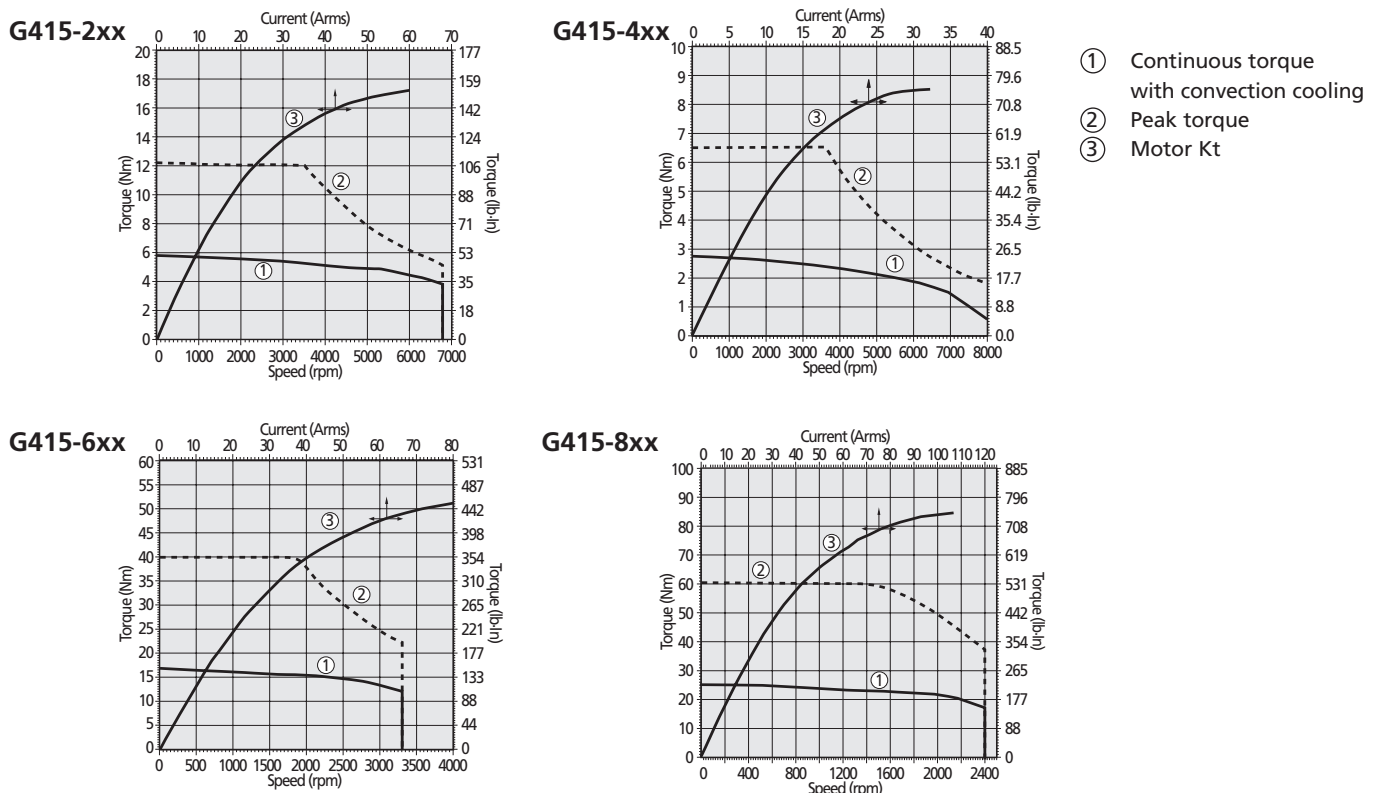 G415-2xx
Current (Arms)
0 10 20 30 40 50 60 70
20 18 16 14 12 10 8 6 4 2 0
Torque (Nm)
177 159 142 124 106 88 71 53 35 18 0
Torque (lb-In)
③
②
①
0 1000 2000 3000 4000 5000 6000 7000
Speed (rpm)
G415-4xx
Current (Arms)
0 5 10 15 20 25 30 35 40
10 9 8 7 6 5 4 3 2 1 0
Torque (Nm)
88.5 79.6 70.8 61.9 53.1 44.2 35.4 26.5 17.7 8.8 0.0
Torque (lb-In)
③
②
①
0 1000 2000 3000 4000 5000 6000 7000 8000
Speed (rpm)
① Continuous torque
with convection cooling
② Peak torque
③ Motor Kt
G415-6xx
Current (Arms)
0 10 20 30 40 50 60 70 80
60 55 50 45 40 35 30 25 20 15 10 5 0
Torque (Nm)
531 487 442 398 354 310 265 221 177 133 88 44 0
Torque (lb-In)
③
②
①
0 500 1000 1500 2000 2500 3000 3500 4000
Speed (rpm)
G415-8xx
Current (Arms)
0 10 20 30 40 50 60 70 80 90 100 110 120
100 90 80 70 60 50 40 30 20 10 0
Torque (Nm)
885 796 708 619 531 442 354 265 177 88 0
Torque (lb-In)
③
②
①
0 400 800 1200 1600 2000 2400
Speed (rpm)